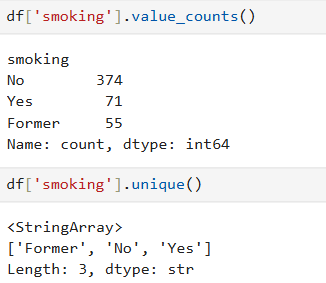 df['smoking'].value_counts()
smoking
No        374
Yes        71
Former     55
Name: count, dtype: int64
df['smoking'].unique()
<StringArray>
['Former', 'No', 'Yes']
Length: 3, dtype: str